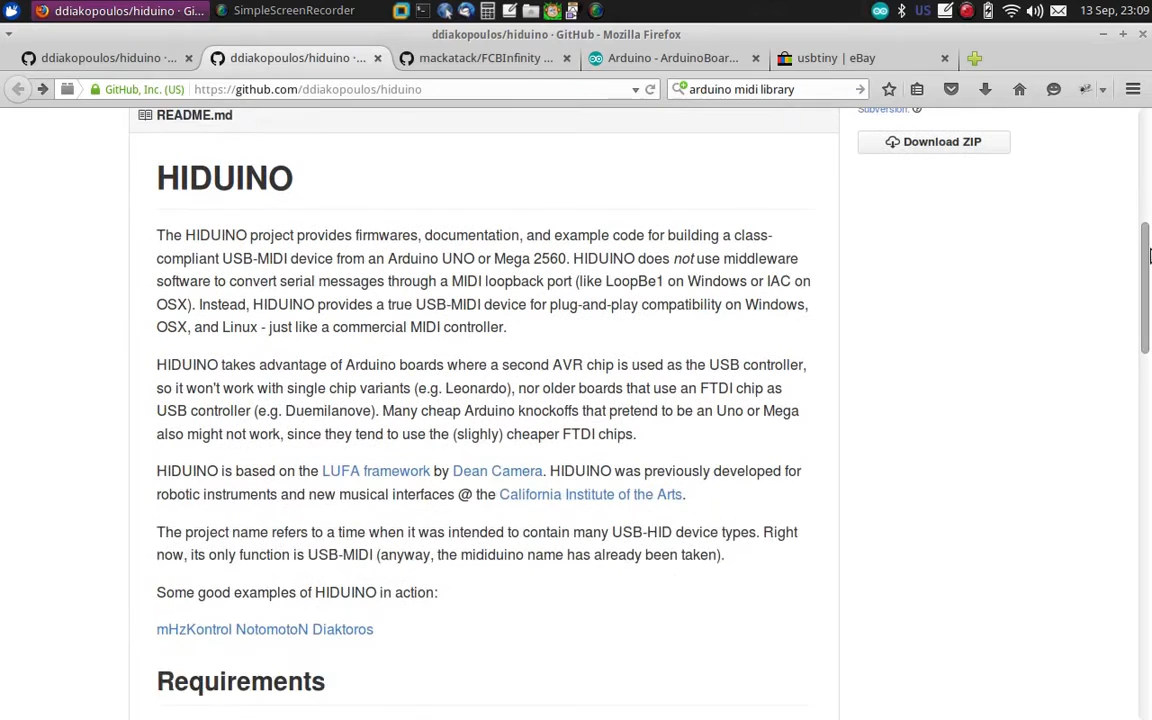 ddiakopoulos/hiduino · Gi...
SimpleScreenRecorder
US
13 Sep, 23:09
ddiakopoulos/hiduino · GitHub - Mozilla Firefox
ddiakopoulos/hiduino · ...
ddiakopoulos/hiduino · ...
mackatack/FCBInfinity ...
Arduino - ArduinoBoar...
usbtiny | eBay
GitHub, Inc. (US)
https://github.com/ddiakopoulos/hiduino
arduino midi library
README.md
Subversion.
Download ZIP
HIDUINO
The HIDUINO project provides firmwares, documentation, and example code for building a class-
compliant USB-MIDI device from an Arduino UNO or Mega 2560. HIDUINO does not use middleware
software to convert serial messages through a MIDI loopback port (like LoopBe1 on Windows or IAC on
OSX). Instead, HIDUINO provides a true USB-MIDI device for plug-and-play compatibility on Windows,
OSX, and Linux - just like a commercial MIDI controller.
HIDUINO takes advantage of Arduino boards where a second AVR chip is used as the USB controller,
so it won't work with single chip variants (e.g. Leonardo), nor older boards that use an FTDI chip as
USB controller (e.g. Duemilanove). Many cheap Arduino knockoffs that pretend to be an Uno or Mega
also might not work, since they tend to use the (slighly) cheaper FTDI chips.
HIDUINO is based on the LUFA framework by Dean Camera. HIDUINO was previously developed for
robotic instruments and new musical interfaces @ the California Institute of the Arts.
The project name refers to a time when it was intended to contain many USB-HID device types. Right
now, its only function is USB-MIDI (anyway, the mididuino name has already been taken).
Some good examples of HIDUINO in action:
mHzKontrol NotomotoN Diaktoros
Requirements